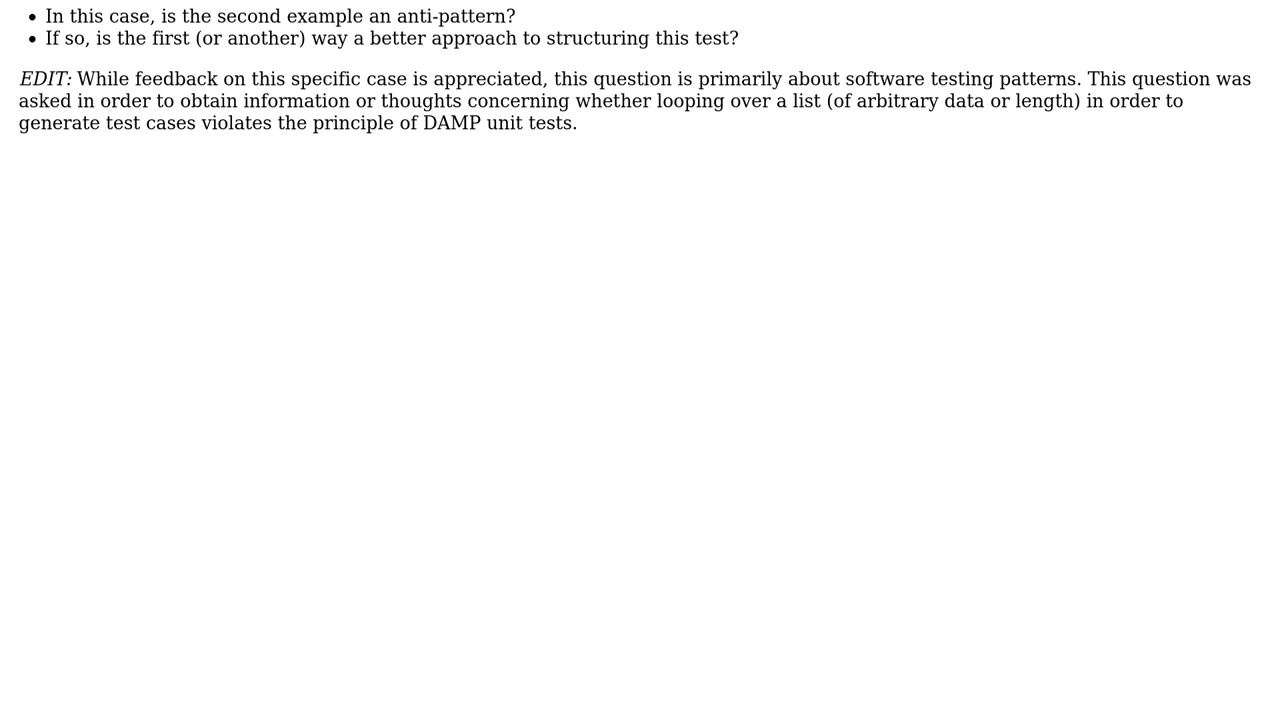 In this case, is the second example an anti-pattern?
If so, is the first (or another) way a better approach to structuring this test?
EDIT: While feedback on this specific case is appreciated, this question is primarily about software testing patterns. This question was
asked in order to obtain information or thoughts concerning whether looping over a list (of arbitrary data or length) in order to
generate test cases violates the principle of DAMP unit tests.